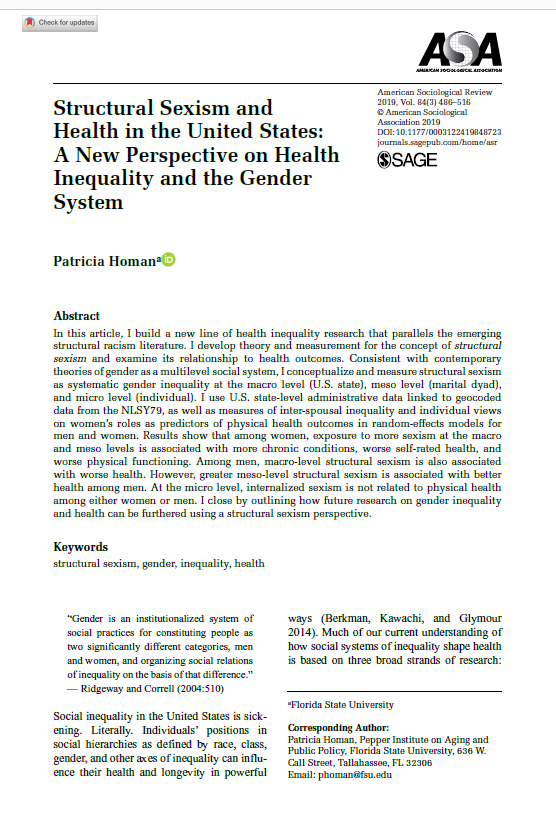 Check for updates
ASA
AMERICAN SOCIOLOGICAL ASSOCIATION
Structural Sexism and
Health in the United States:
A New Perspective on Health
Inequality and the Gender
System
American Sociological Review
2019, Vol. 84(3) 486–516
© American Sociological
Association 2019
DOI: 10.1177/0003122419848723
journals.sagepub.com/home/asr
SAGE
Patricia Homanᵃ iD
Abstract
In this article, I build a new line of health inequality research that parallels the emerging
structural racism literature. I develop theory and measurement for the concept of structural
sexism and examine its relationship to health outcomes. Consistent with contemporary
theories of gender as a multilevel social system, I conceptualize and measure structural sexism
as systematic gender inequality at the macro level (U.S. state), meso level (marital dyad),
and micro level (individual). I use U.S. state-level administrative data linked to geocoded
data from the NLSY79, as well as measures of inter-spousal inequality and individual views
on women's roles as predictors of physical health outcomes in random-effects models for
men and women. Results show that among women, exposure to more sexism at the macro
and meso levels is associated with more chronic conditions, worse self-rated health, and
worse physical functioning. Among men, macro-level structural sexism is also associated
with worse health. However, greater meso-level structural sexism is associated with better
health among men. At the micro level, internalized sexism is not related to physical health
among either women or men. I close by outlining how future research on gender inequality
and health can be furthered using a structural sexism perspective.
Keywords
structural sexism, gender, inequality, health
"Gender is an institutionalized system of
social practices for constituting people as
two significantly different categories, men
and women, and organizing social relations
of inequality on the basis of that difference."
— Ridgeway and Correll (2004:510)
Social inequality in the United States is sick-
ening. Literally. Individuals' positions in
social hierarchies as defined by race, class,
gender, and other axes of inequality can influ-
ence their health and longevity in powerful
ways (Berkman, Kawachi, and Glymour
2014). Much of our current understanding of
how social systems of inequality shape health
is based on three broad strands of research:
ᵃFlorida State University
Corresponding Author:
Patricia Homan, Pepper Institute on Aging and
Public Policy, Florida State University, 636 W.
Call Street, Tallahassee, FL 32306
Email: phoman@fsu.edu